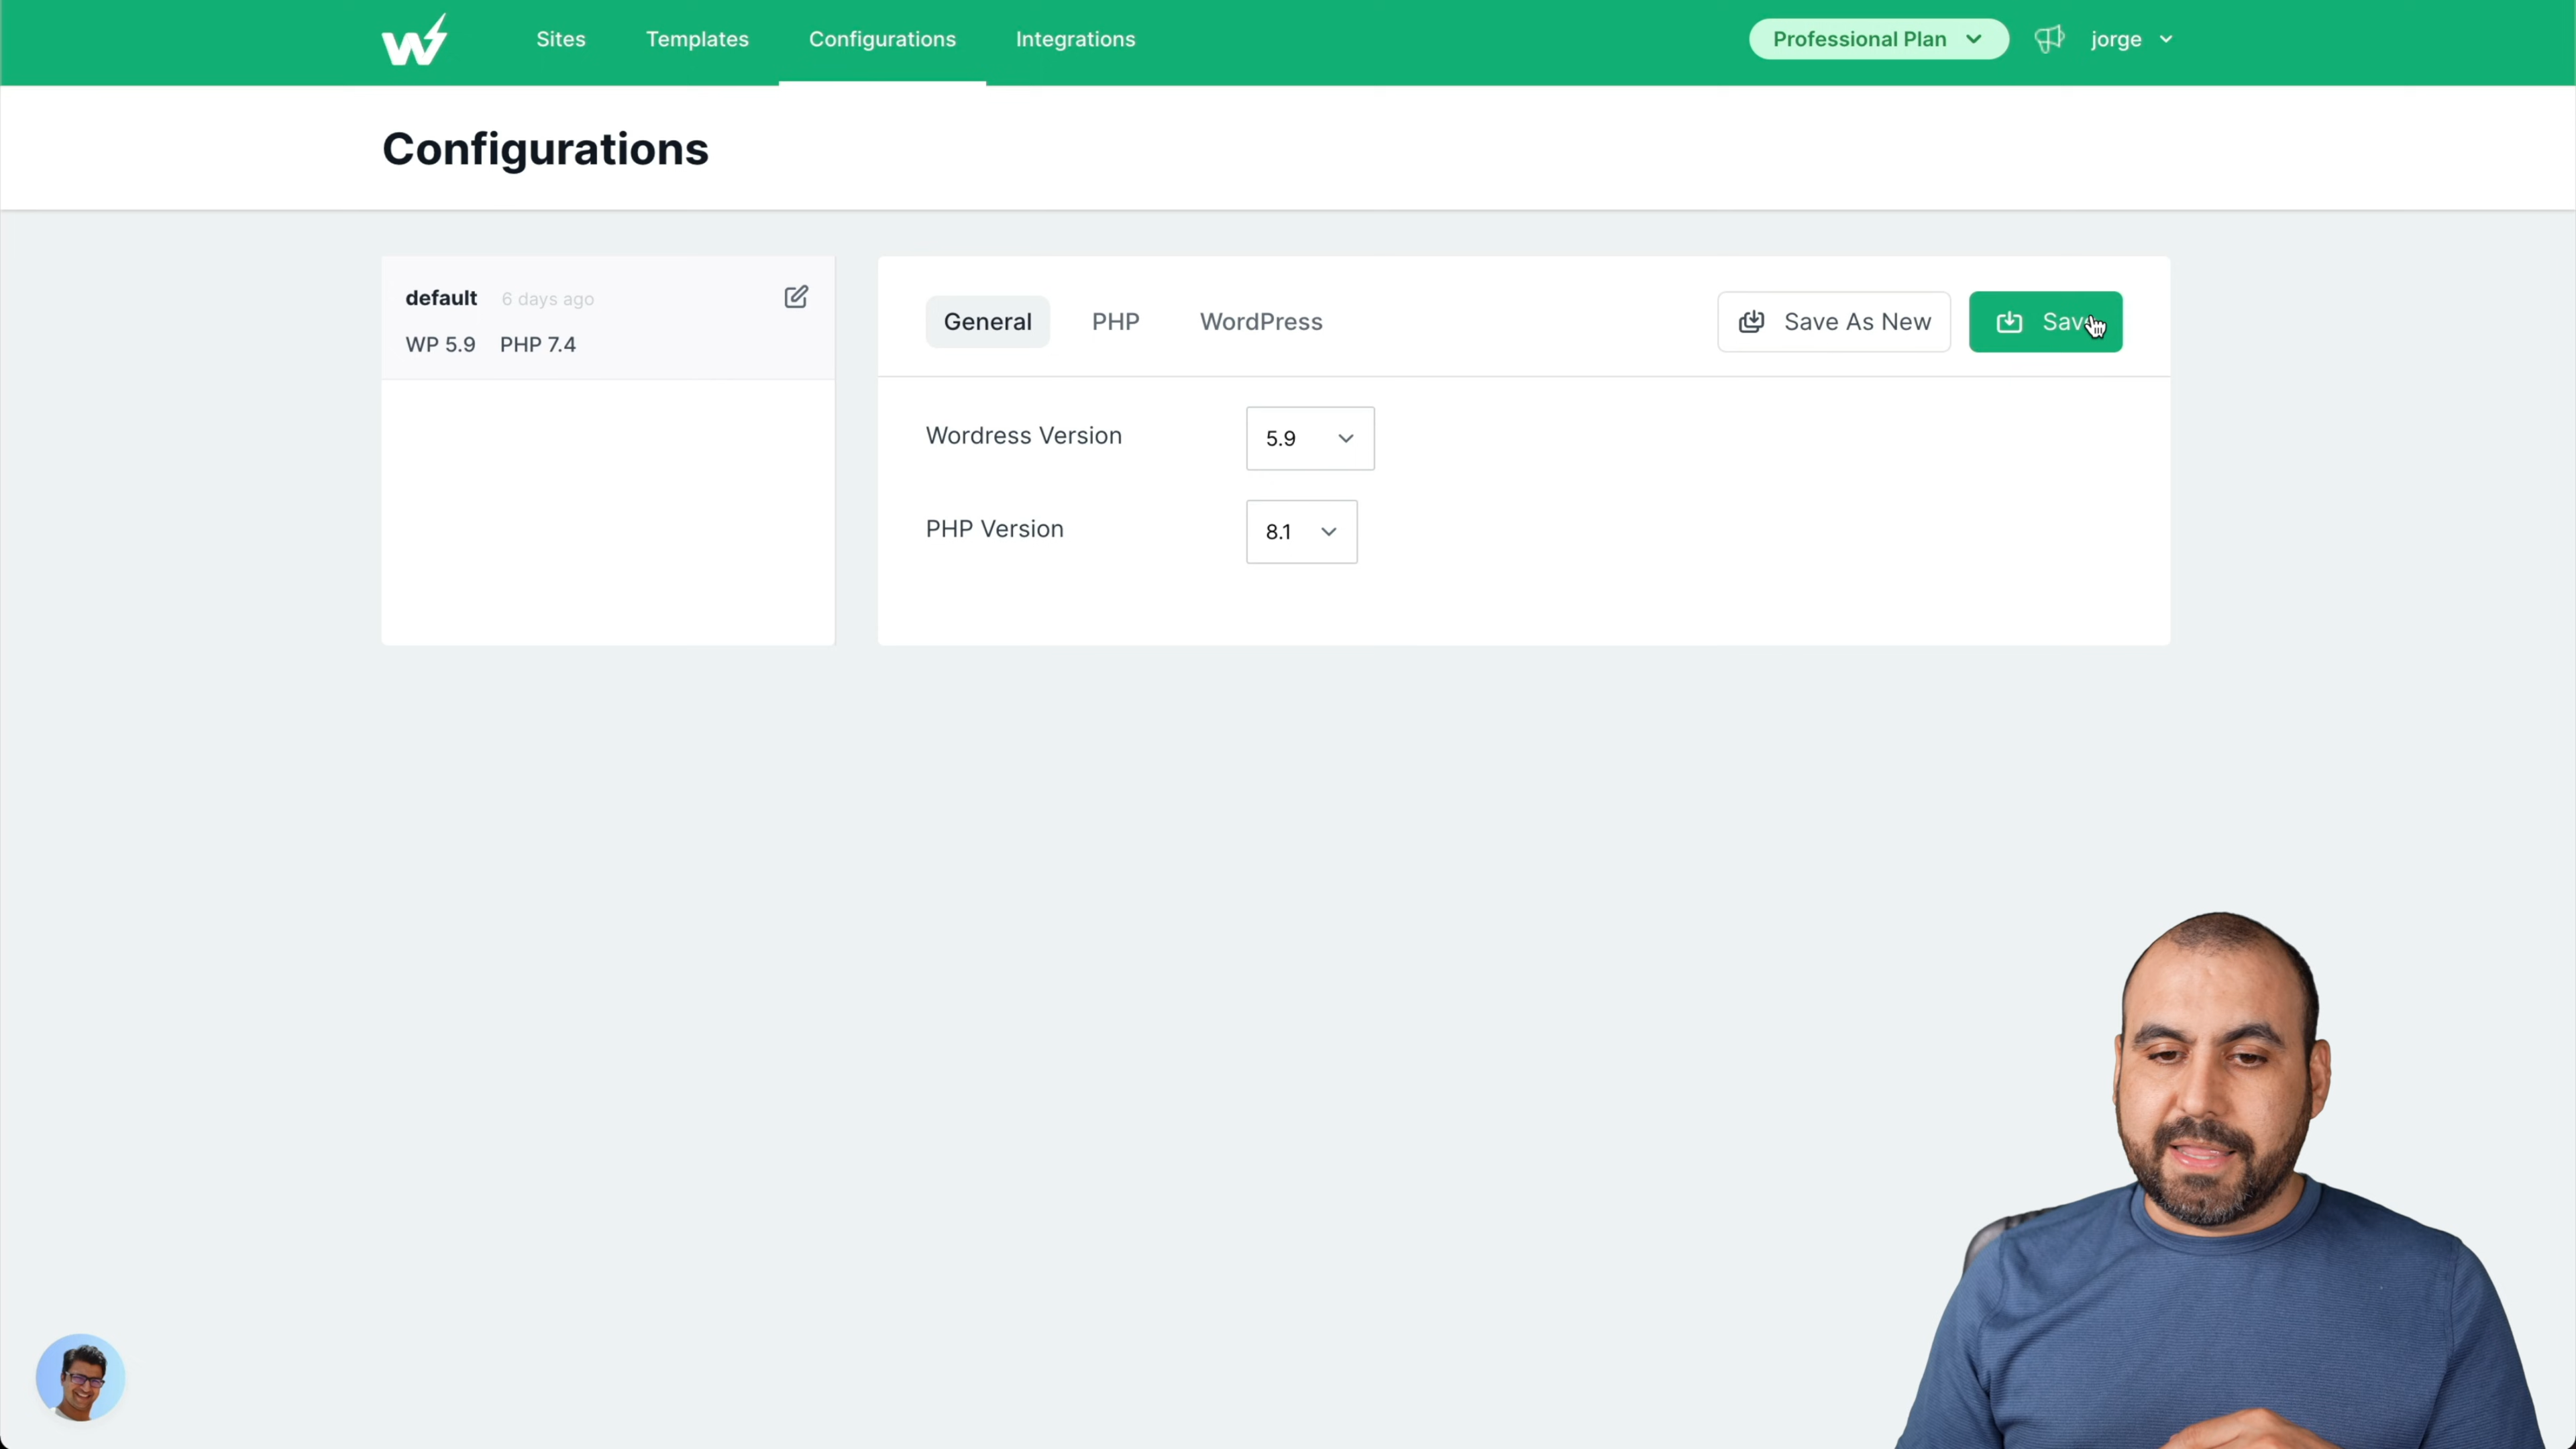 Sites Templates Configurations Integrations Professional Plan jorge
Configurations
default 6 days ago
WP 5.9 PHP 7.4
General PHP WordPress Save As New Save
Wordress Version 5.9
PHP Version 8.1